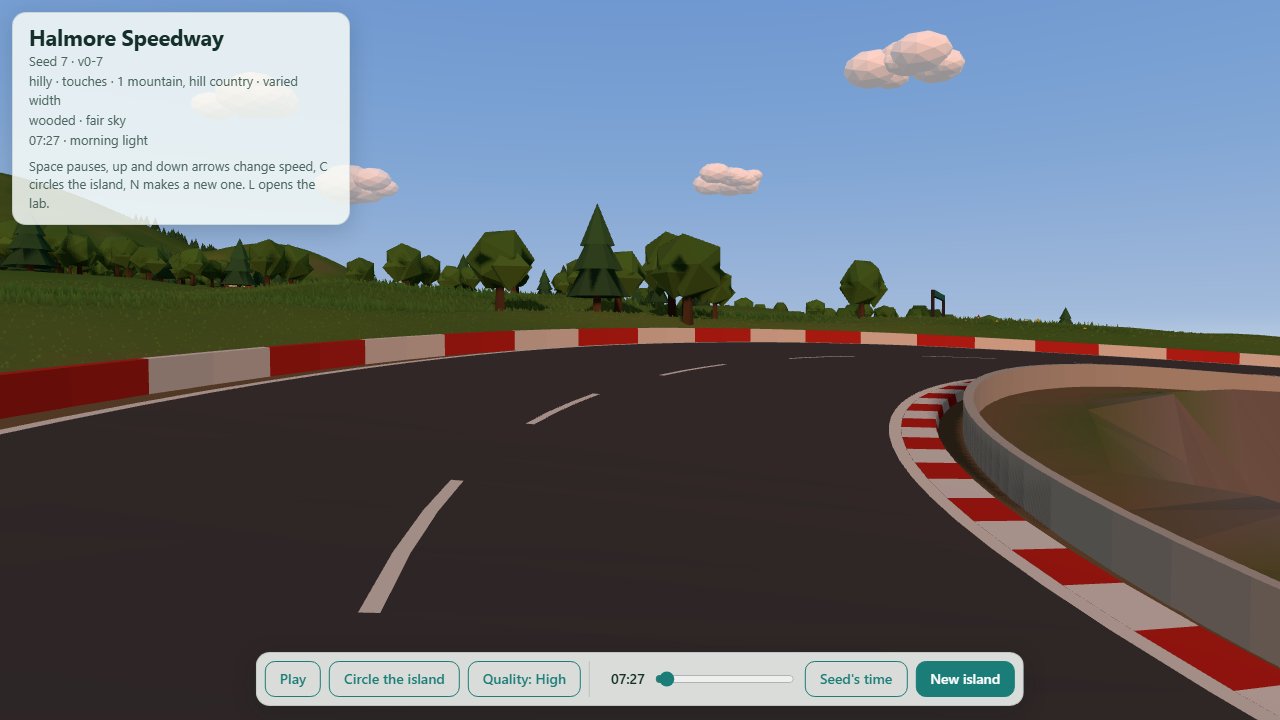 Halmore Speedway
Seed 7 · v0-7
hilly · touches · 1 mountain, hill country · varied
width
wooded · fair sky
07:27 · morning light
Space pauses, up and down arrows change speed, C
circles the island, N makes a new one. L opens the
lab.
Play
Circle the island
Quality: High
07:27
Seed's time
New island